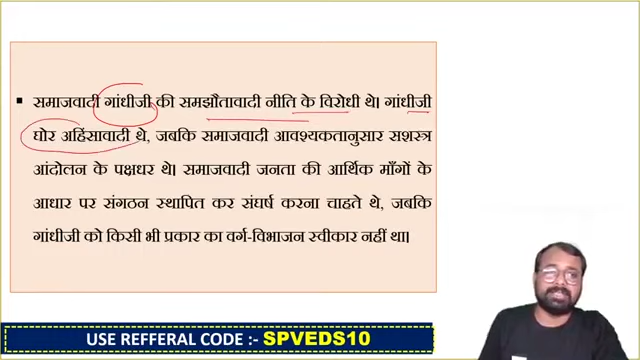 ▪ समाजवादी गांधीजी की समझौतावादी नीति के विरोधी थे। गांधीजी
घोर अहिंसावादी थे, जबकि समाजवादी आवश्यकतानुसार सशस्त्र
आंदोलन के पक्षधर थे। समाजवादी जनता की आर्थिक माँगों के
आधार पर संगठन स्थापित कर संघर्ष करना चाहते थे, जबकि
गांधीजी को किसी भी प्रकार का वर्ग-विभाजन स्वीकार नहीं था।
USE REFFERAL CODE :- SPVEDS10